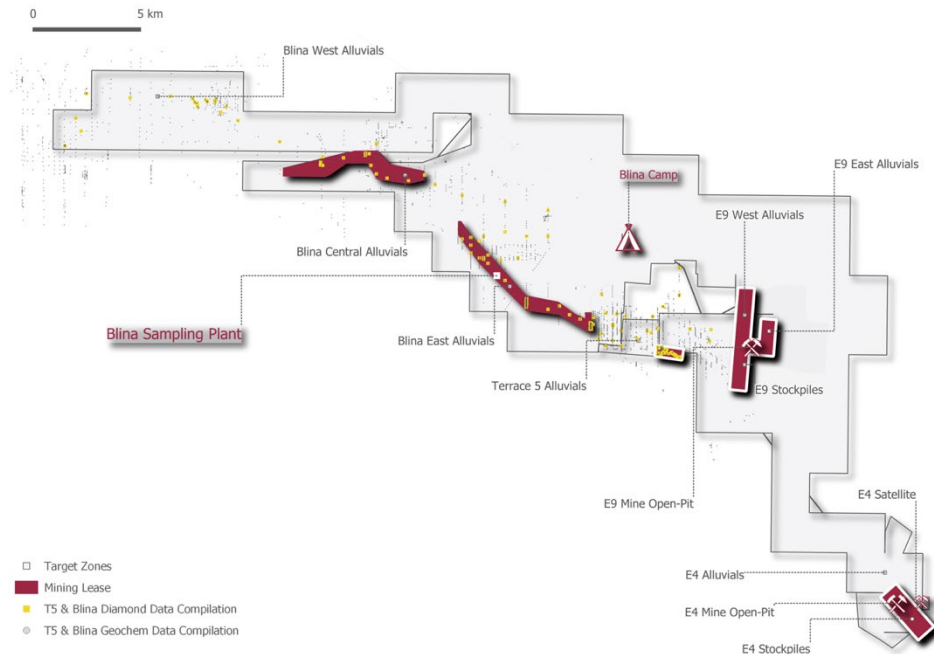 0 5 km
Blina West Alluvials
E9 East Alluvials
Blina Camp
E9 West Alluvials
Blina Central Alluvials
Blina Sampling Plant
Blina East Alluvials
Terrace 5 Alluvials
E9 Stockpiles
E9 Mine Open-Pit
E4 Satellite
Target Zones
E4 Alluvials
Mining Lease
T5 & Blina Diamond Data Compilation
E4 Mine Open-Pit
T5 & Blina Geochem Data Compilation
E4 Stockpiles